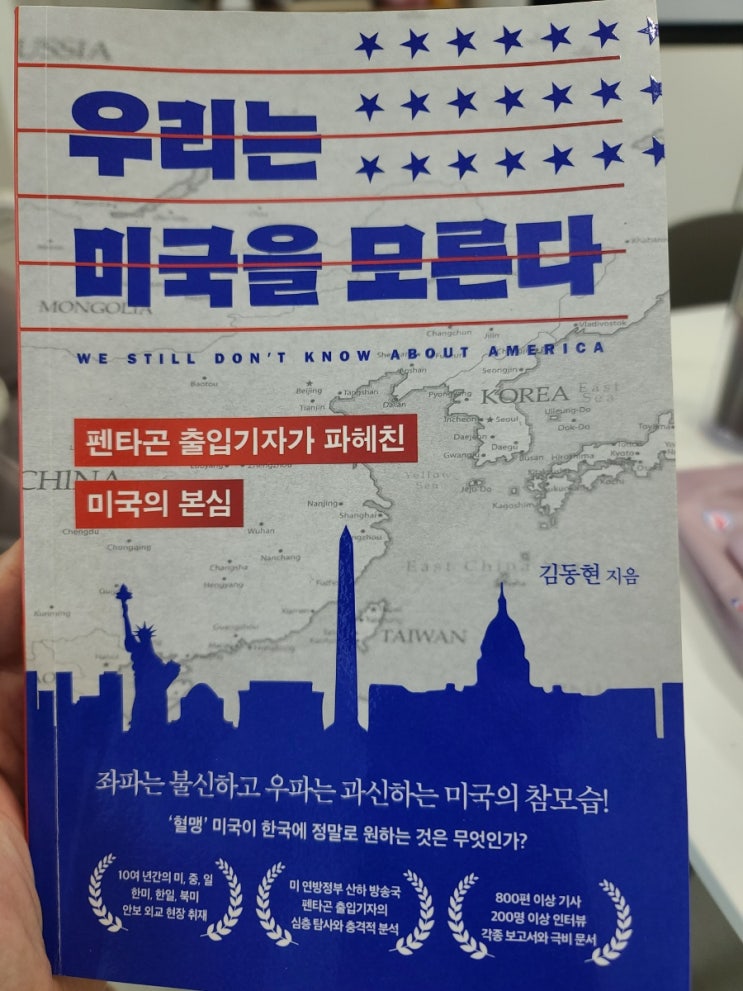 RUSSIA
우리는
미국을 모른다
MONGOLIA
WE STILL DON'T KNOW ABOUT AMERICA
Vladivostok
Changchon
Jilin
Seongjin
Baotou
Beijing
Tangshan
Tianjin
KOREA
East
Sea
Ulleung-Do
Dok-Do
Incheon
Seoul
Daejeon
Daegu
Gwangju
Busan
Hiroshima
Kyoto
펜타곤 출입기자가 파헤친
CHINA
Yellow
Sea
Jeju-Do
Kagoshima
Kochi
미국의 본심
Nanjing
Shanghai
Wuhan
Chengdu
Chongqing
Nanchang
Changsha
Hengyang
East China
김동현 지음
Kunming
Guangzhou
TAIWAN
좌파는 불신하고 우파는 과신하는 미국의 참모습!
'혈맹' 미국이 한국에 정말로 원하는 것은 무엇인가?
10여 년간의 미, 중, 일
한미, 한일, 북미
안보 외교 현장 취재
미 연방정부 산하 방송국
펜타곤 출입기자의
심층 탐사와 충격적 분석
800편 이상 기사
200명 이상 인터뷰
각종 보고서와 극비 문서